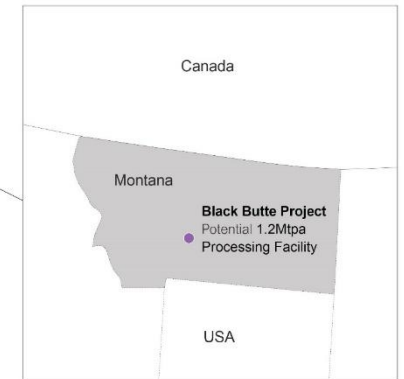 Canada
Montana
Black Butte Project
Potential 1.2Mtpa
Processing Facility
USA